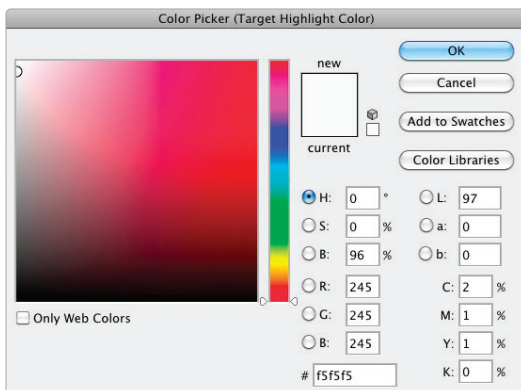 Color Picker (Target Highlight Color)
new
current
OK
Cancel
Add to Swatches
Color Libraries
H: 0 °
S: 0 %
B: 96 %
R: 245
G: 245
B: 245
# f5f5f5
L: 97
a: 0
b: 0
C: 2 %
M: 1 %
Y: 1 %
K: 0 %
Only Web Colors